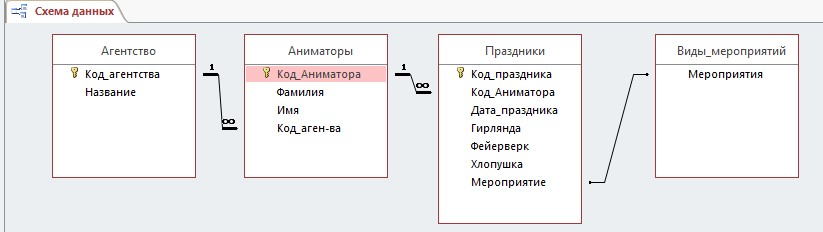 Схема данных
Агентство
Код_агентства
Название
1
∞
Аниматоры
Код_Аниматора
Фамилия
Имя
Код_аген-ва
1
∞
Праздники
Код_праздника
Код_Аниматора
Дата_праздника
Гирлянда
Фейерверк
Хлопушка
Мероприятие
Виды_мероприятий
Мероприятия